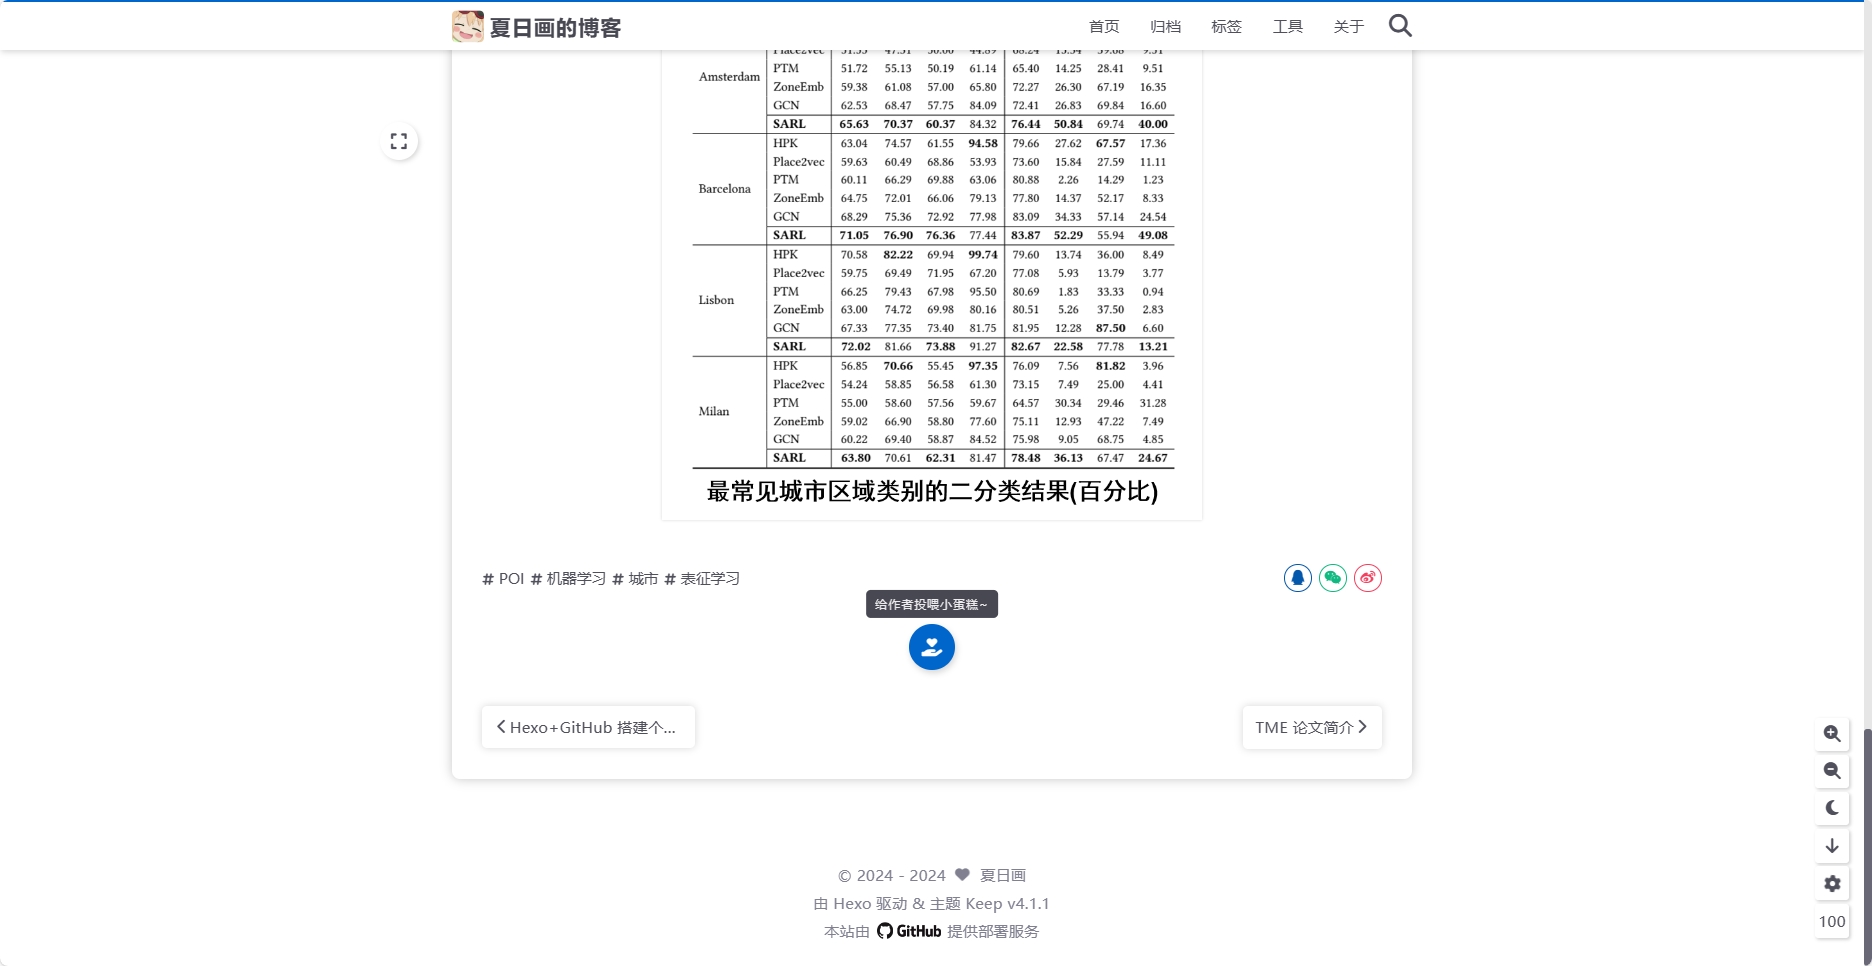 夏日画的博客 首页 归档 标签 工具 关于
Amsterdam
PTM 51.72 55.13 50.19 61.14 65.40 14.25 28.41 9.51
ZoneEmb 59.38 61.08 57.00 65.80 72.27 26.30 67.19 16.35
GCN 62.53 68.47 57.75 84.09 72.41 26.83 69.84 16.60
SARL 65.63 70.37 60.37 84.32 76.44 50.84 69.74 40.00
Barcelona
HPK 63.04 74.57 61.55 94.58 79.66 27.62 67.57 17.36
Place2vec 59.63 60.49 68.86 53.93 73.60 15.84 27.59 11.11
PTM 60.11 66.29 69.88 63.06 80.88 2.26 14.29 1.23
ZoneEmb 64.75 72.01 66.06 79.13 77.80 14.37 52.17 8.33
GCN 68.29 75.36 72.92 77.98 83.09 34.33 57.14 24.54
SARL 71.05 76.90 76.36 77.44 83.87 52.29 55.94 49.08
Lisbon
HPK 70.58 82.22 69.94 99.74 79.60 13.74 36.00 8.49
Place2vec 59.75 69.49 71.95 67.20 77.08 5.93 13.79 3.77
PTM 66.25 79.43 67.98 95.50 80.69 1.83 33.33 0.94
ZoneEmb 63.00 74.72 69.98 80.16 80.51 5.26 37.50 2.83
GCN 67.33 77.35 73.40 81.75 81.95 12.28 87.50 6.60
SARL 72.02 81.66 73.88 91.27 82.67 22.58 77.78 13.21
Milan
HPK 56.85 70.66 55.45 97.35 76.09 7.56 81.82 3.96
Place2vec 54.24 58.85 56.58 61.30 73.15 7.49 25.00 4.41
PTM 55.00 58.60 57.56 59.67 64.57 30.34 29.46 31.28
ZoneEmb 59.02 66.90 58.80 77.60 75.11 12.93 47.22 7.49
GCN 60.22 69.40 58.87 84.52 75.98 9.05 68.75 4.85
SARL 63.80 70.61 62.31 81.47 78.48 36.13 67.47 24.67
最常见城市区域类别的二分类结果(百分比)
# POI # 机器学习 # 城市 # 表征学习
给作者投喂小蛋糕~
Hexo+GitHub 搭建个...
TME 论文简介
© 2024 - 2024 夏日画
由 Hexo 驱动 & 主题 Keep v4.1.1
本站由 GitHub 提供部署服务
100